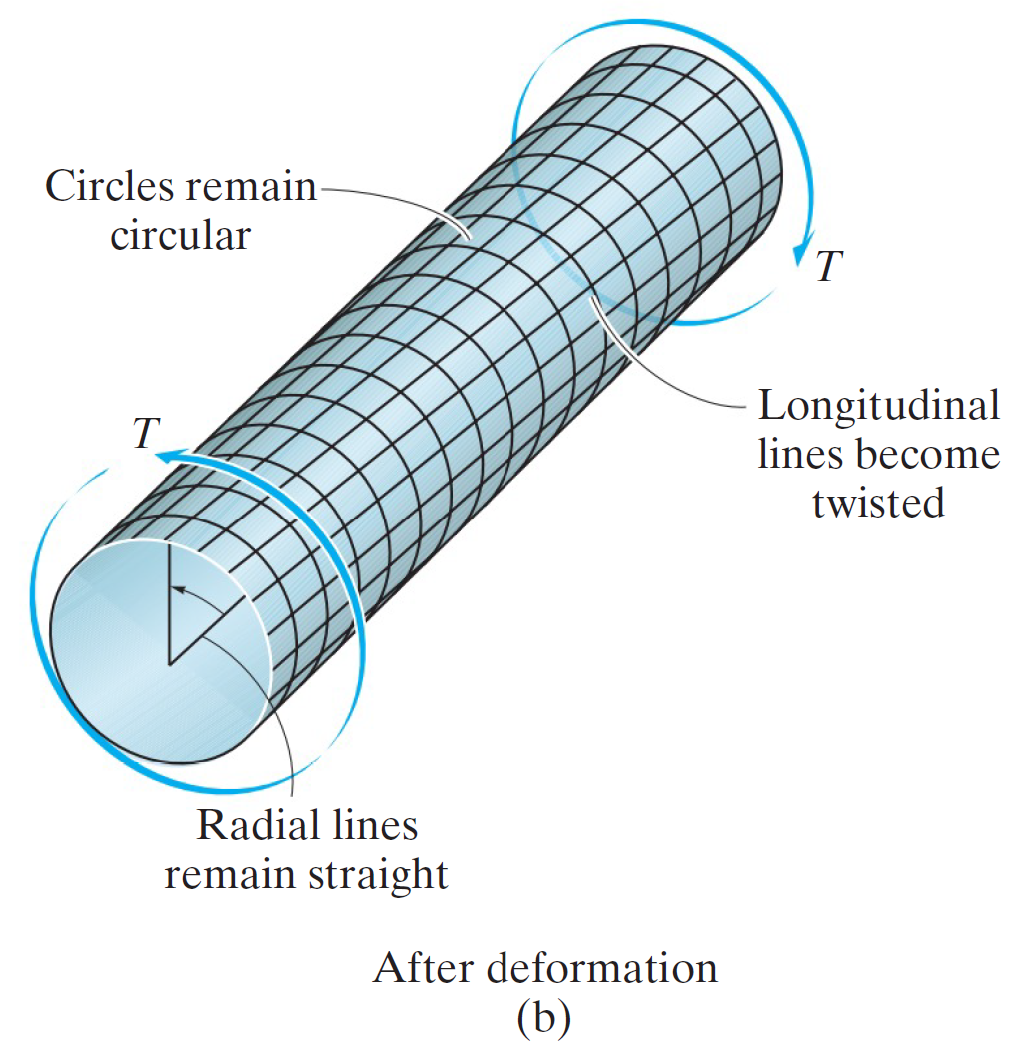 Circles remain
circular
T
T
Longitudinal
lines become
twisted
Radial lines
remain straight
After deformation
(b)